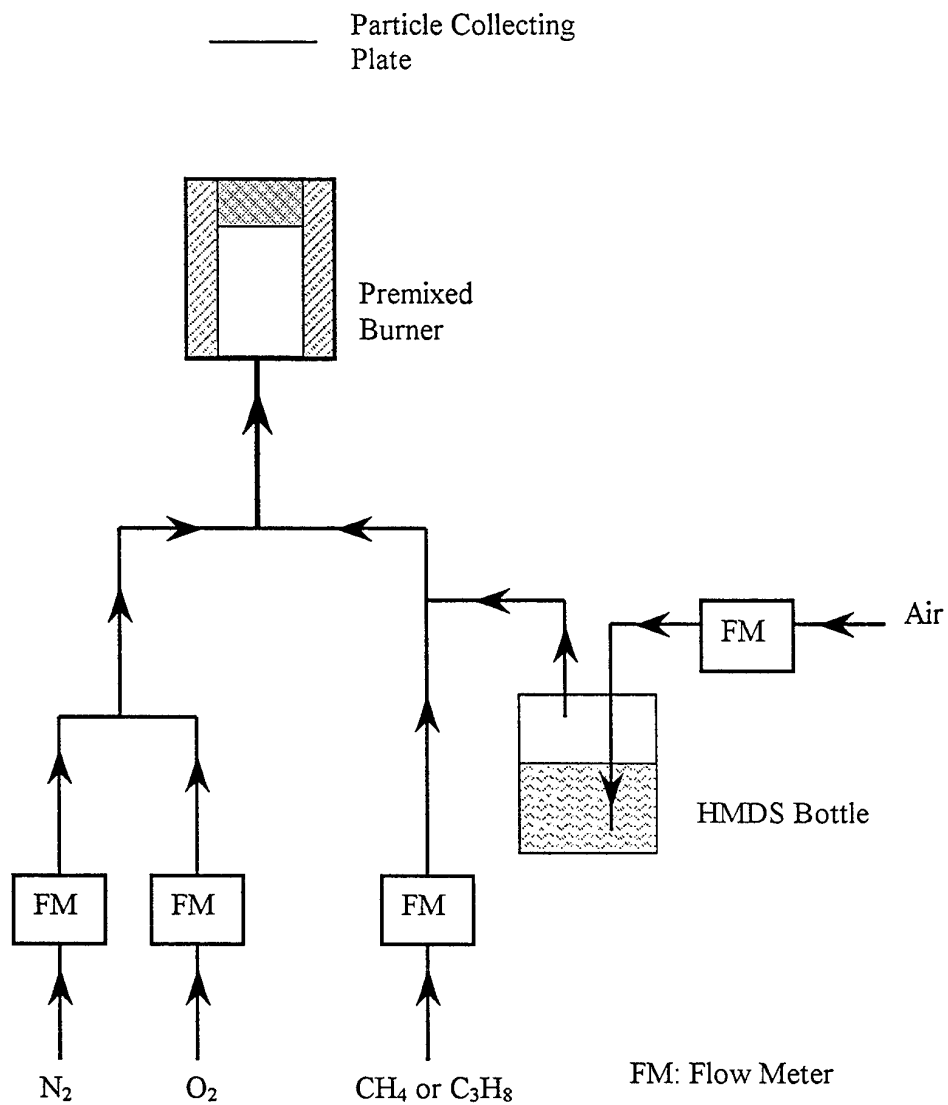 Particle Collecting
Plate
Premixed
Burner
Air
FM
HMDS Bottle
FM
FM
FM
N₂
O₂
CH₄ or C₃H₈
FM: Flow Meter